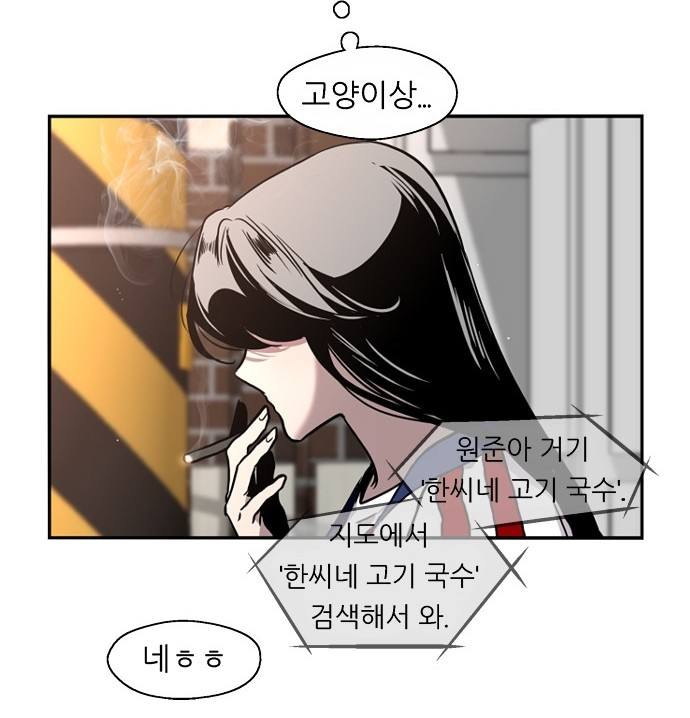 고양이상...
원준아 거기
'한씨네 고기 국수'.
지도에서
'한씨네 고기 국수'
검색해서 와.
네ㅎㅎ